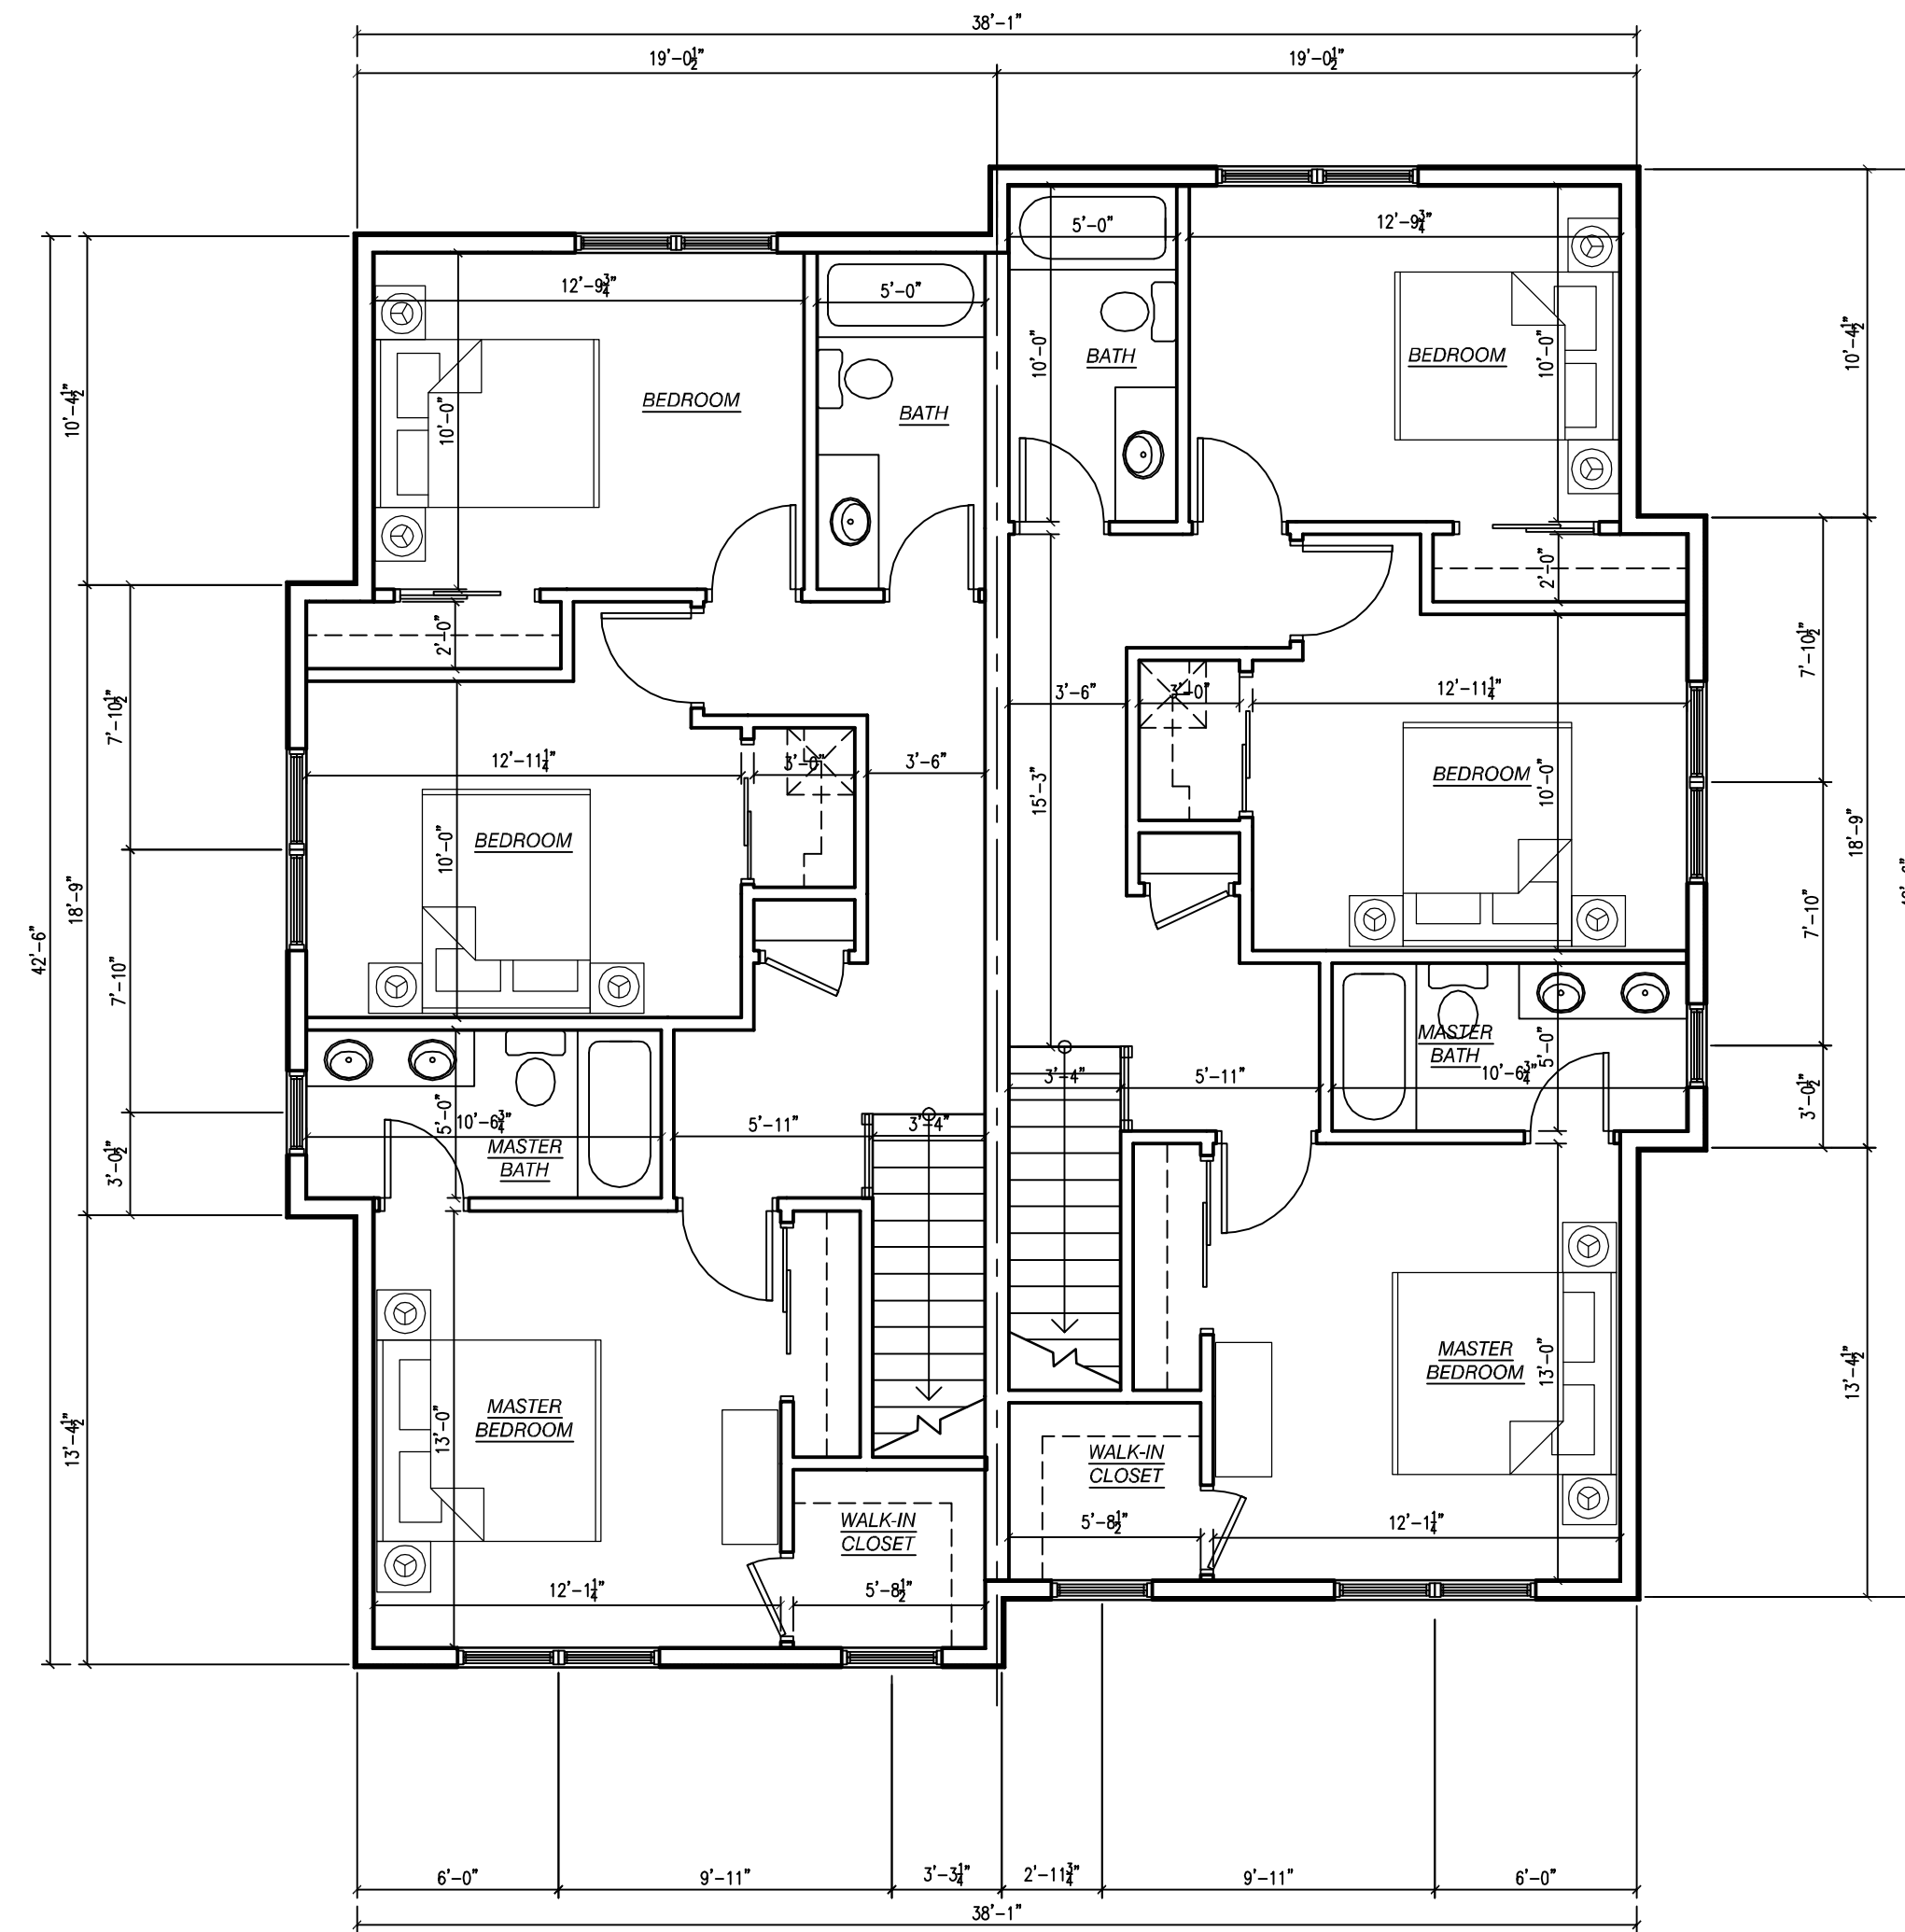 38'-1"
19'-0½" 19'-0½"
5'-0" 12'-9¾"
12'-9¾" 5'-0"
10'-0" BATH BEDROOM 10'-0" 10'-4½"
10'-4½" 10'-0" BEDROOM BATH
2'-0" 2'-0"
7'-10½" 7'-10½"
3'-6" 3'-0" 12'-11¼"
12'-11¼" 3'-0" 3'-6"
15'-3" BEDROOM 10'-0"
10'-0" BEDROOM
18'-9" 18'-9"
42'-6"
7'-10" 7'-10"
MASTER
BATH
5'-0"
3'-4" 5'-11" 10'-6¾"
3'-0½"
10'-6¾" 5'-11" 3'-4"
5'-0"
MASTER
BATH
3'-0½"
MASTER
BEDROOM
13'-0" 13'-4½"
MASTER
BEDROOM
13'-4½" 13'-0"
WALK-IN
CLOSET
WALK-IN
CLOSET
5'-8½" 12'-1¼"
12'-1¼" 5'-8½"
6'-0" 9'-11" 3'-3¼" 2'-11¾" 9'-11" 6'-0"
38'-1"